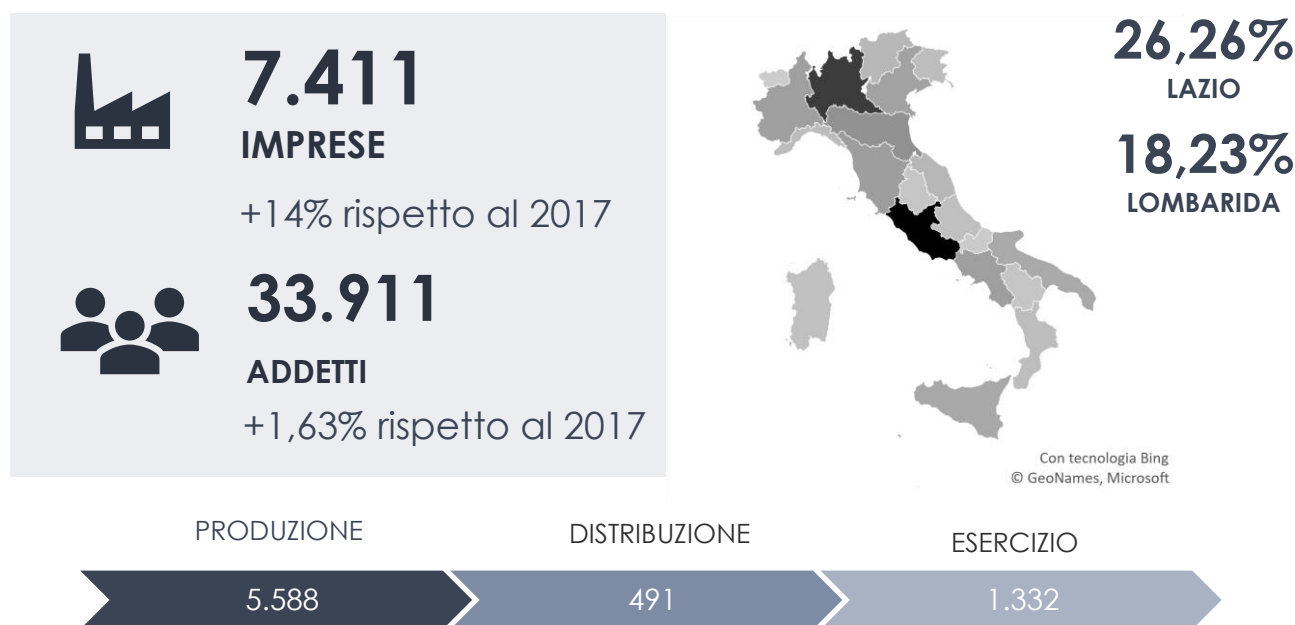 7.411
IMPRESE
+14% rispetto al 2017
33.911
ADDETTI
+1,63% rispetto al 2017
26,26%
LAZIO
18,23%
LOMBARIDA
Con tecnologia Bing
© GeoNames, Microsoft
PRODUZIONE
DISTRIBUZIONE
ESERCIZIO
5.588
491
1.332